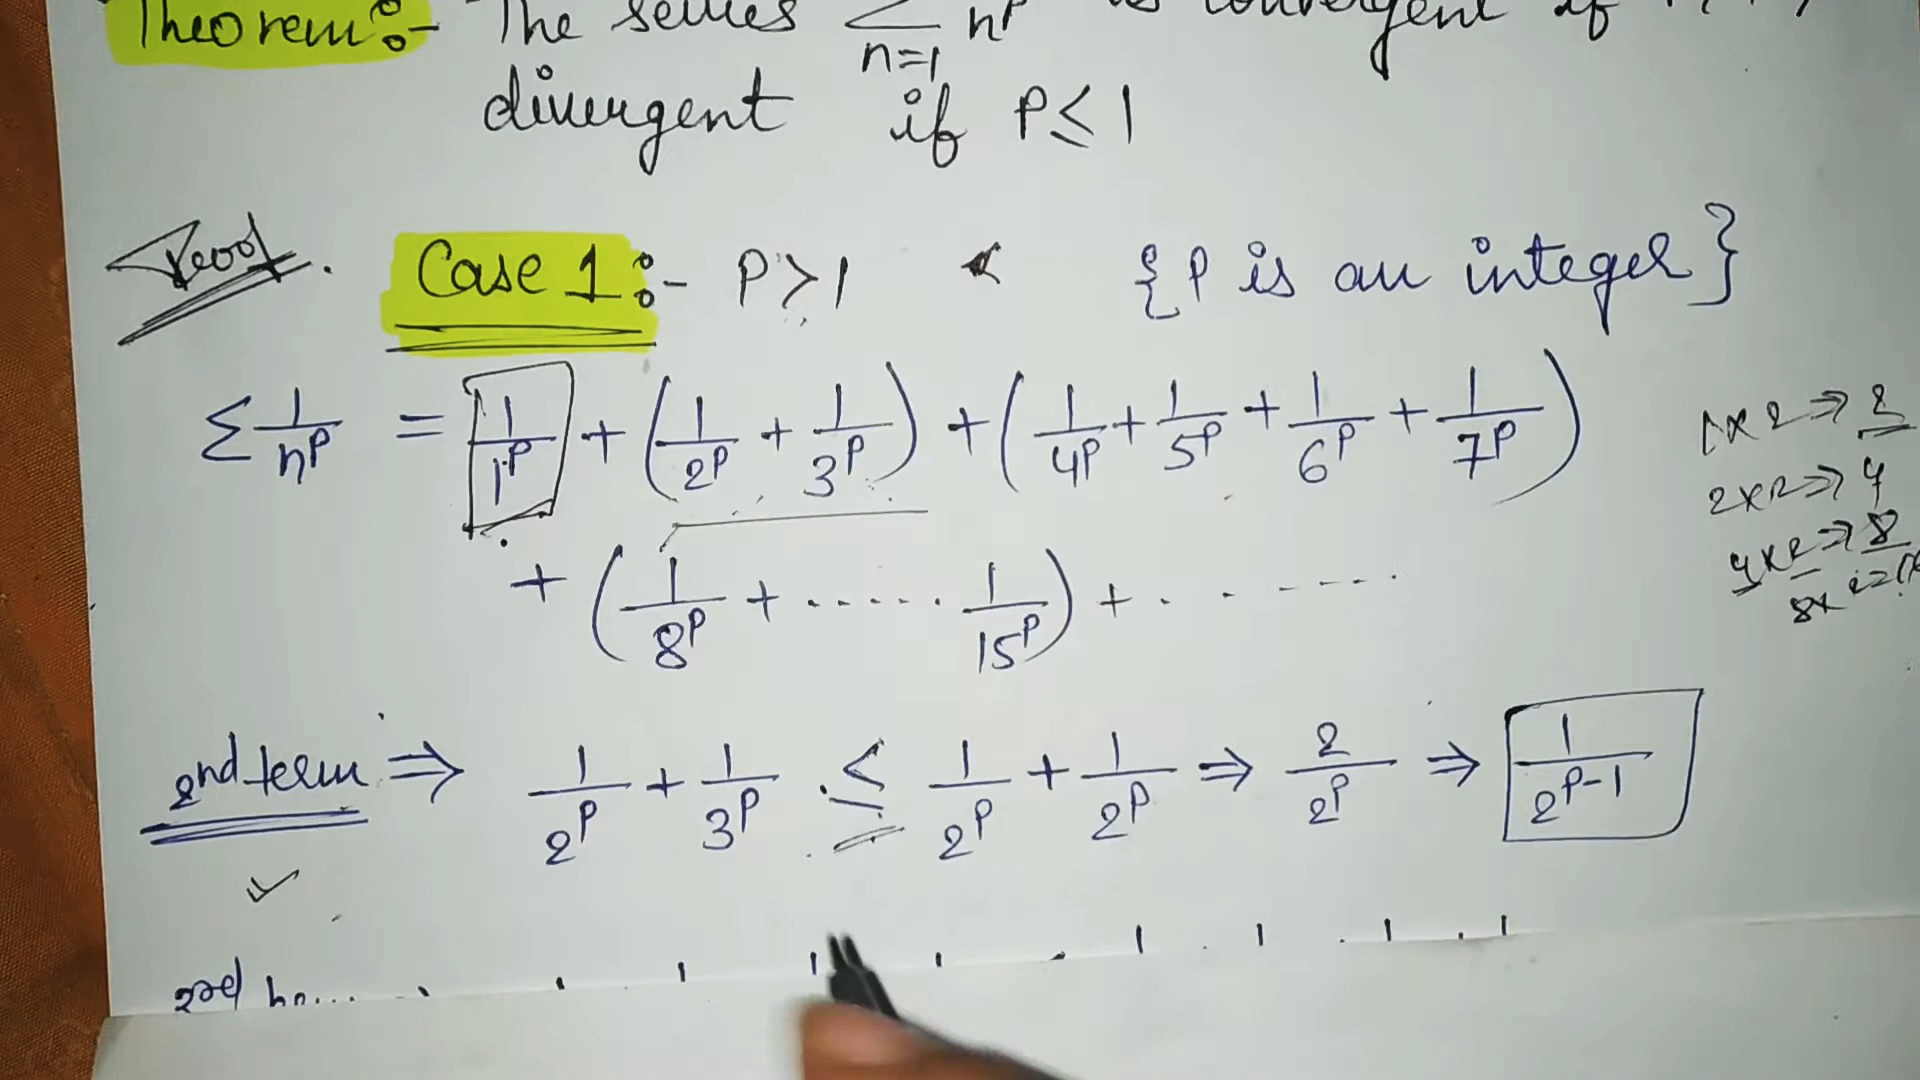 Theorem:- The series Σ n=1 n^p is convergent if
divergent if P≤1
Proof. Case 1:- P>1 {P is an integer}
Σ 1/n^p = 1/1^p + (1/2^p + 1/3^p) + (1/4^p + 1/5^p + 1/6^p + 1/7^p)
+ (1/8^p + ..... 1/15^p) + . . . ----
1×2⇒2
2×2⇒4
4×2⇒8
2nd term ⇒ 1/2^p + 1/3^p ≤ 1/2^p + 1/2^p ⇒ 2/2^p ⇒ 1/2^(p-1)